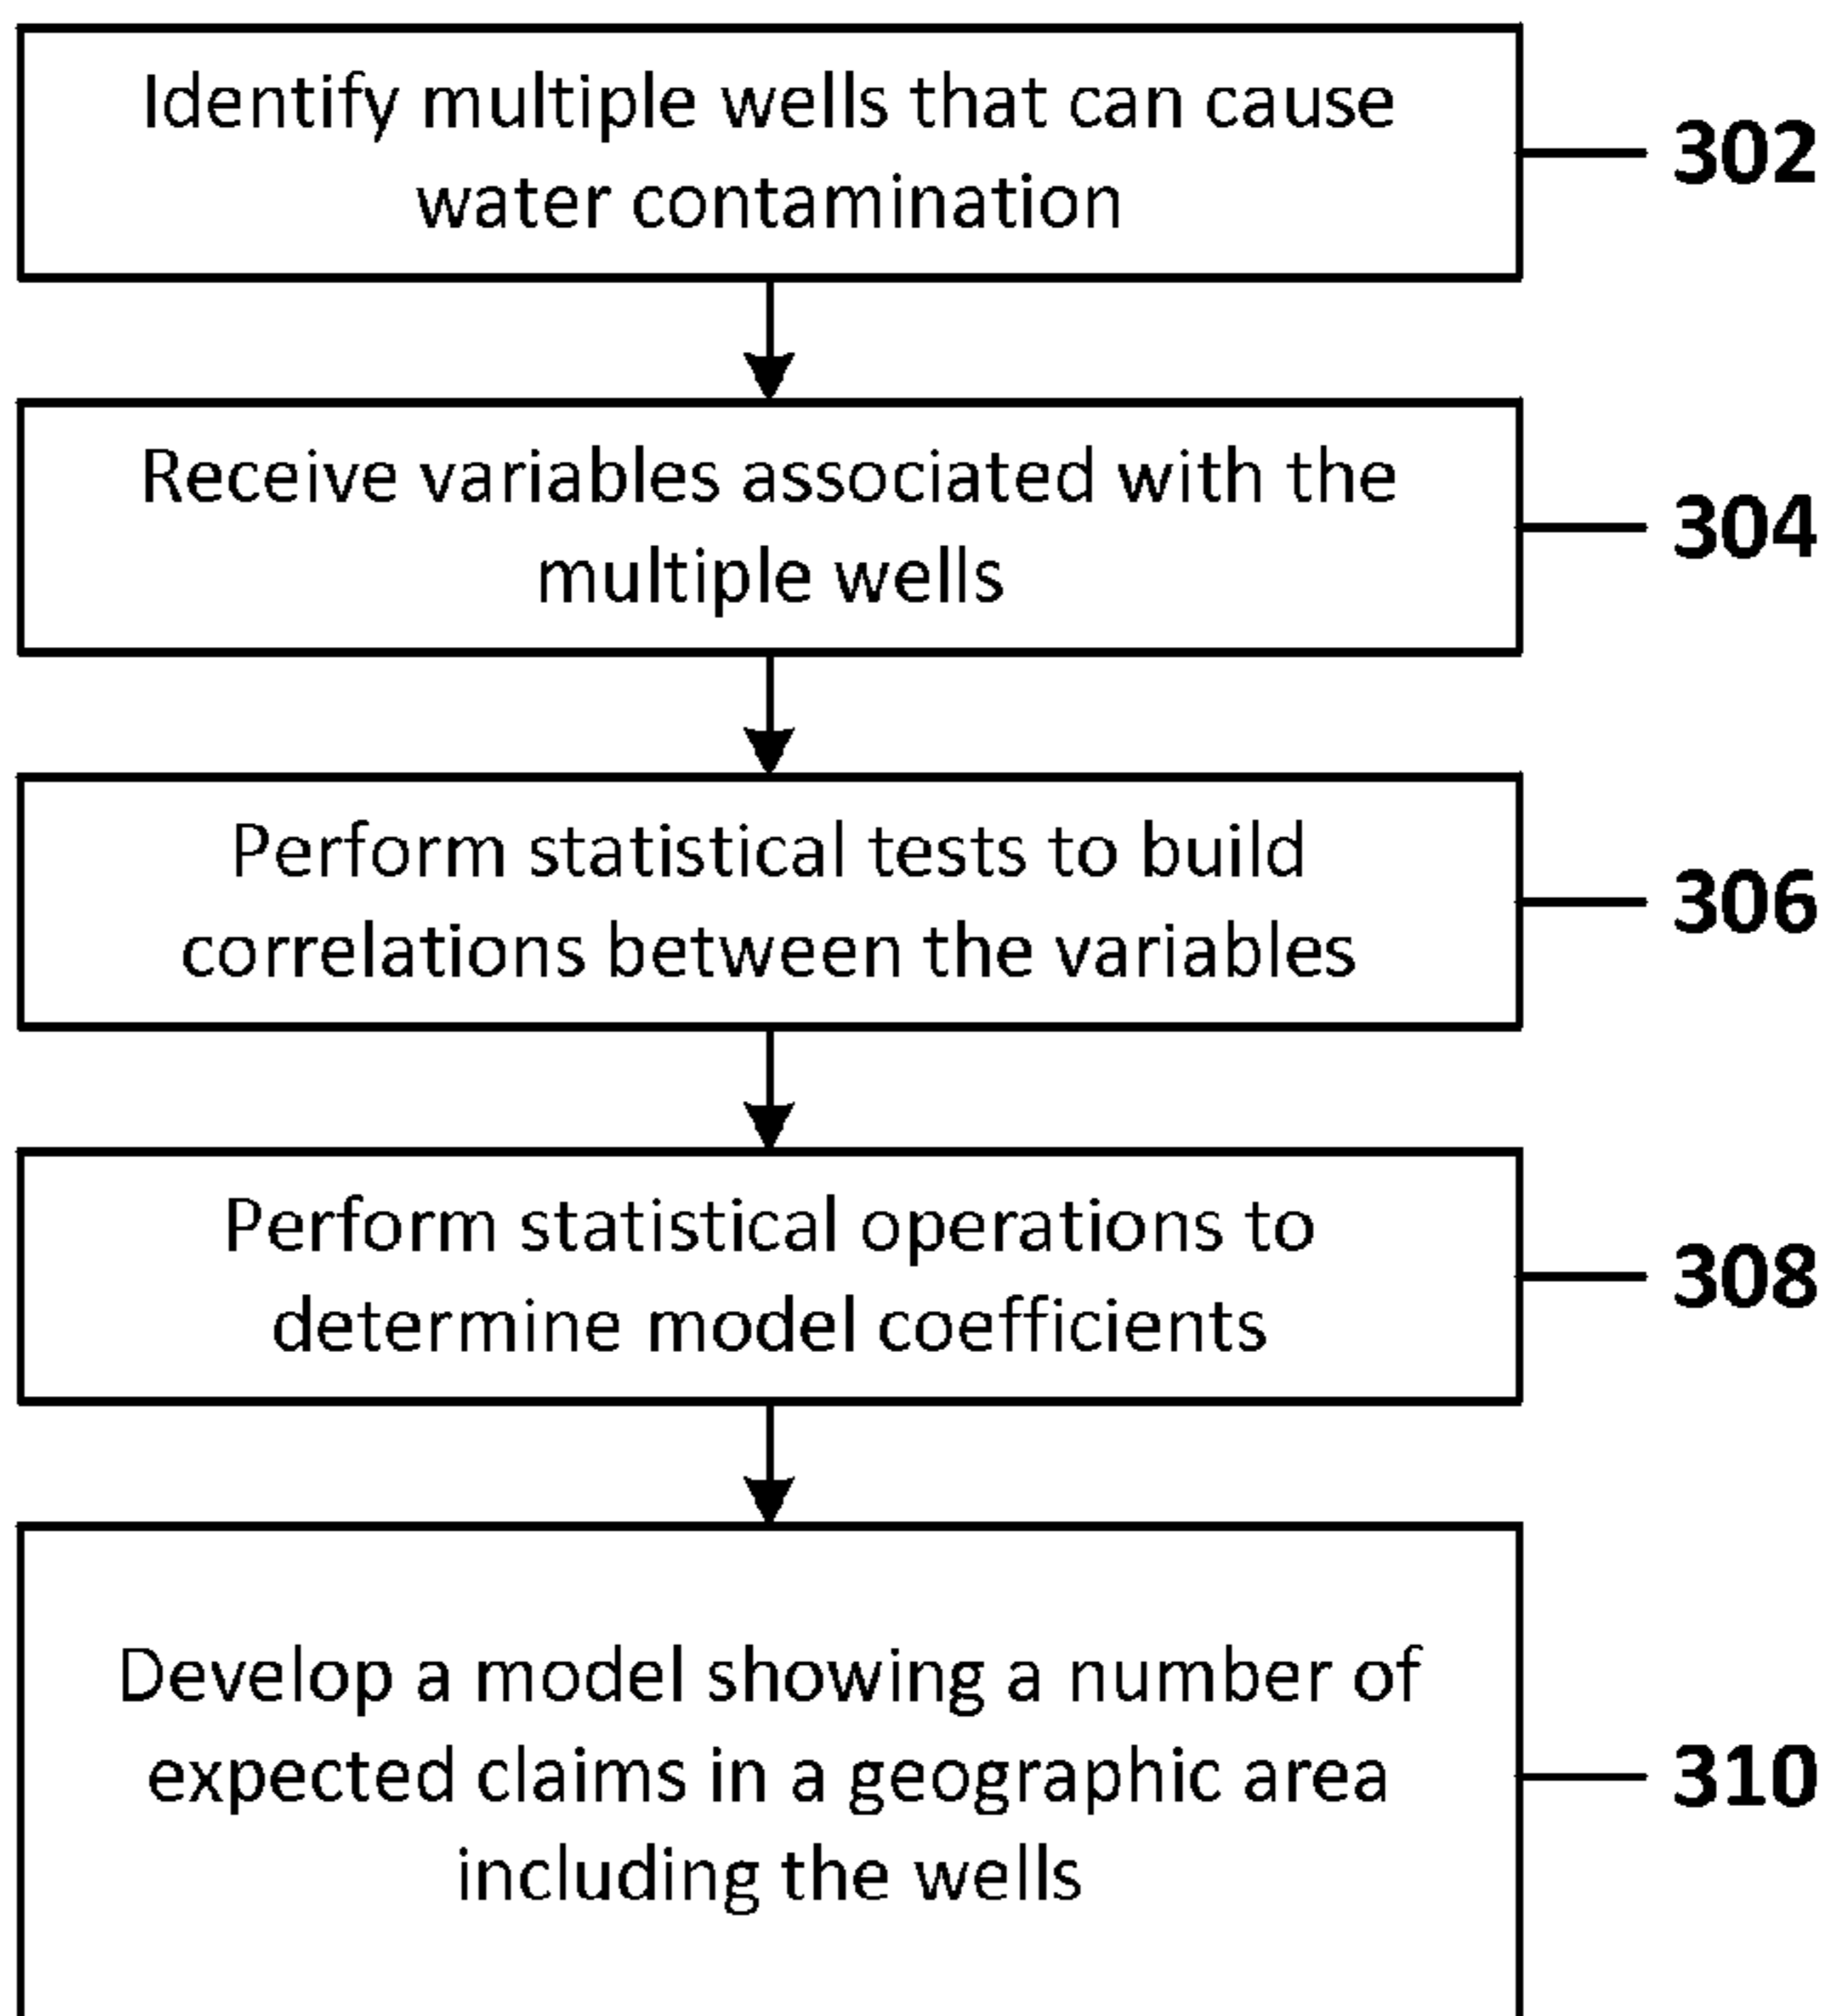 Identify multiple wells that can cause
water contamination
302
Receive variables associated with the
multiple wells
304
Perform statistical tests to build
correlations between the variables
306
Perform statistical operations to
determine model coefficients
308
Develop a model showing a number of
expected claims in a geographic area
including the wells
310